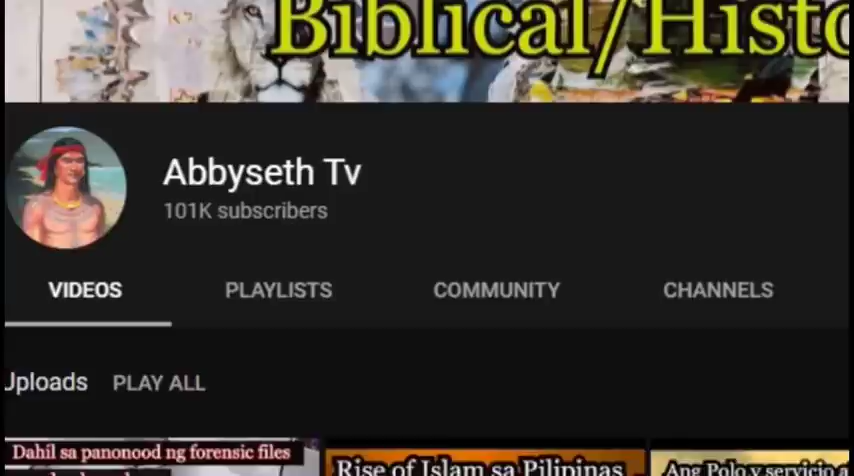 Biblical/Histo
Abbyseth Tv
101K subscribers
VIDEOS PLAYLISTS COMMUNITY CHANNELS
Uploads PLAY ALL
Dahil sa panonood ng forensic files
Rise of Islam sa Pilipinas
Ang Polo y servicio a